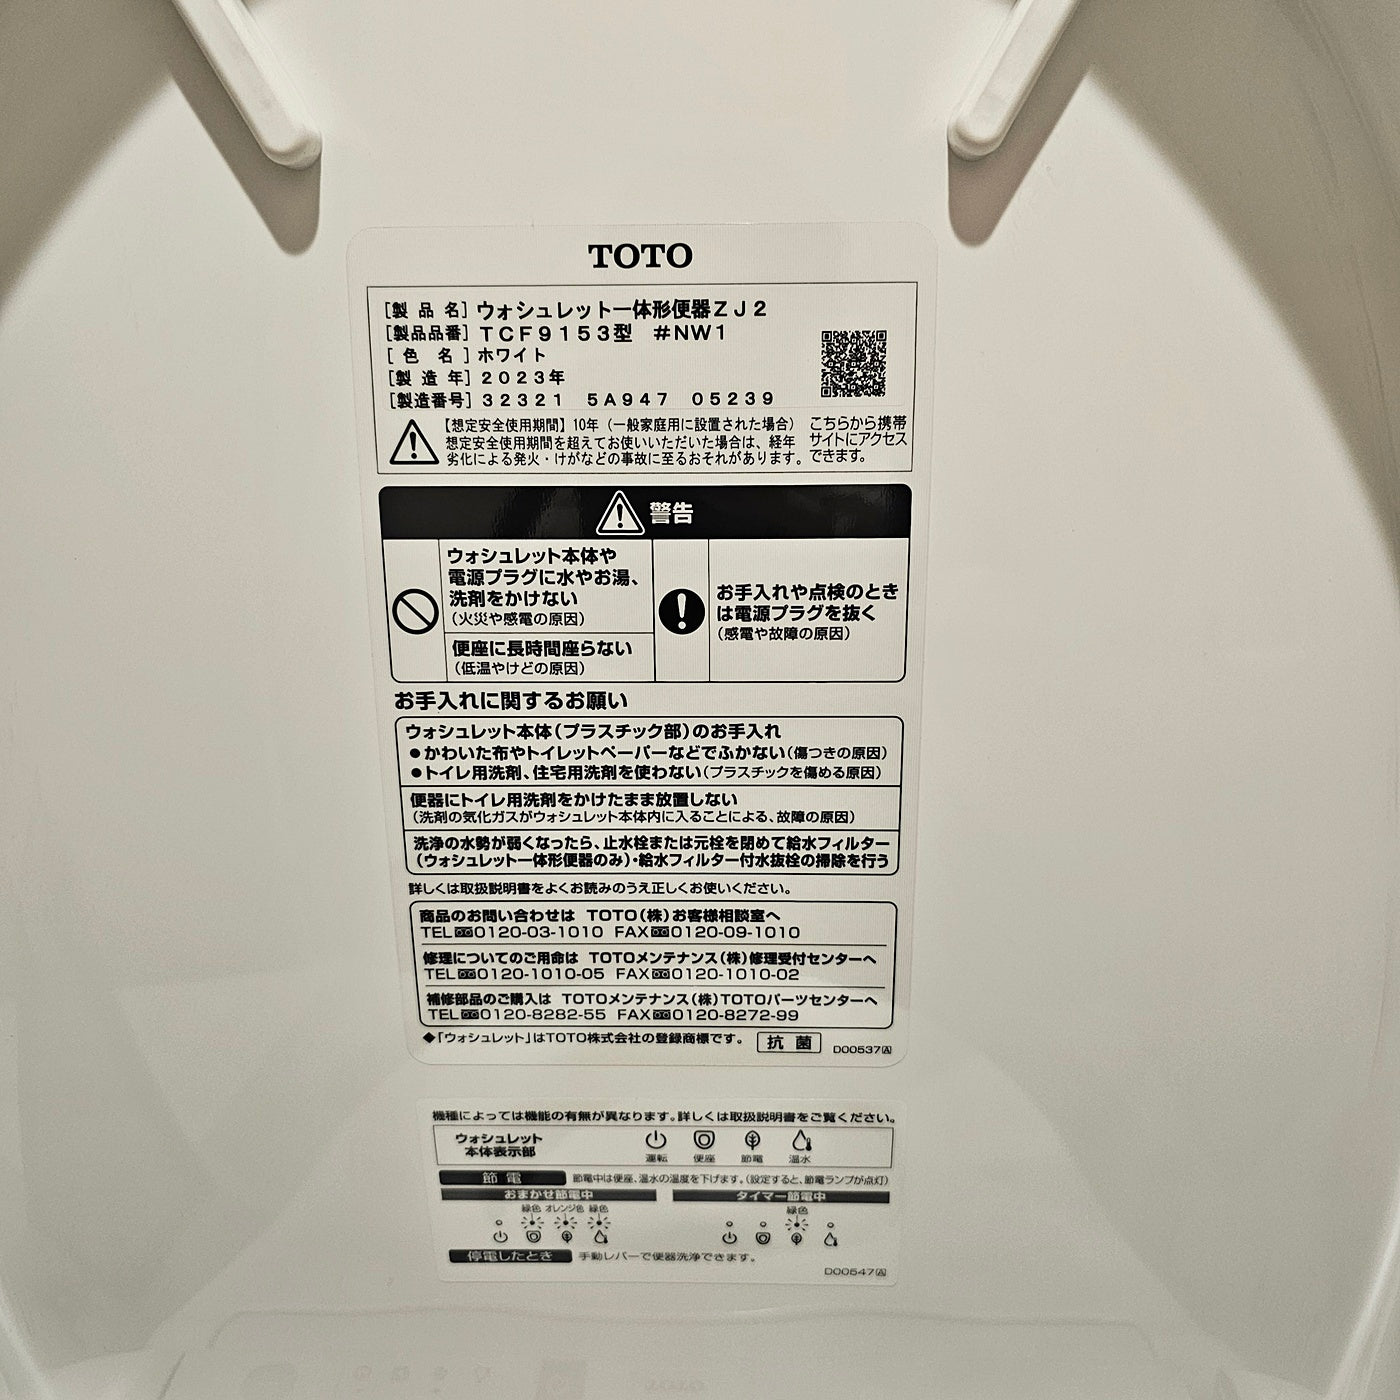 TOTO
[製品名] ウォシュレット一体形便器ZJ2
[製品品番] TCF9153型 #NW1
[色名] ホワイト
[製造年] 2023年
[製造番号] 32321 5A947 05239
【想定安全使用期間】10年（一般家庭用に設置された場合）
想定安全使用期間を超えてお使いいただいた場合は、経年
劣化による発火・けがなどの事故に至るおそれがあります。
こちらから携帯
サイトにアクセス
できます。
警告
ウォシュレット本体や
電源プラグに水やお湯、
洗剤をかけない
（火災や感電の原因）
便座に長時間座らない
（低温やけどの原因）
お手入れや点検のとき
は電源プラグを抜く
（感電や故障の原因）
お手入れに関するお願い
ウォシュレット本体（プラスチック部）のお手入れ
●かわいた布やトイレットペーパーなどでふかない（傷つきの原因）
●トイレ用洗剤、住宅用洗剤を使わない（プラスチックを傷める原因）
便器にトイレ用洗剤をかけたまま放置しない
（洗剤の気化ガスがウォシュレット本体内に入ることによる、故障の原因）
洗浄の水勢が弱くなったら、止水栓または元栓を閉めて給水フィルター
（ウォシュレット一体形便器のみ）・給水フィルター付水抜栓の掃除を行う
詳しくは取扱説明書をよくお読みのうえ正しくお使いください。
商品のお問い合わせは TOTO（株）お客様相談室へ
TEL 0120-03-1010 FAX 0120-09-1010
修理についてのご用命は TOTOメンテナンス（株）修理受付センターへ
TEL 0120-1010-05 FAX 0120-1010-02
補修部品のご購入は TOTOメンテナンス（株）TOTOパーツセンターへ
TEL 0120-8282-55 FAX 0120-8272-99
◆「ウォシュレット」はTOTO株式会社の登録商標です。 抗菌 D00537A
機種によっては機能の有無が異なります。詳しくは取扱説明書をご覧ください。
ウォシュレット
本体表示部
運転 便座 節電 温水
節電 節電中は便座、温水の温度を下げます。（設定すると、節電ランプが点灯）
おまかせ節電中 タイマー節電中
緑色 オレンジ色 緑色 緑色
停電したとき 手動レバーで便器洗浄できます。
D00547A